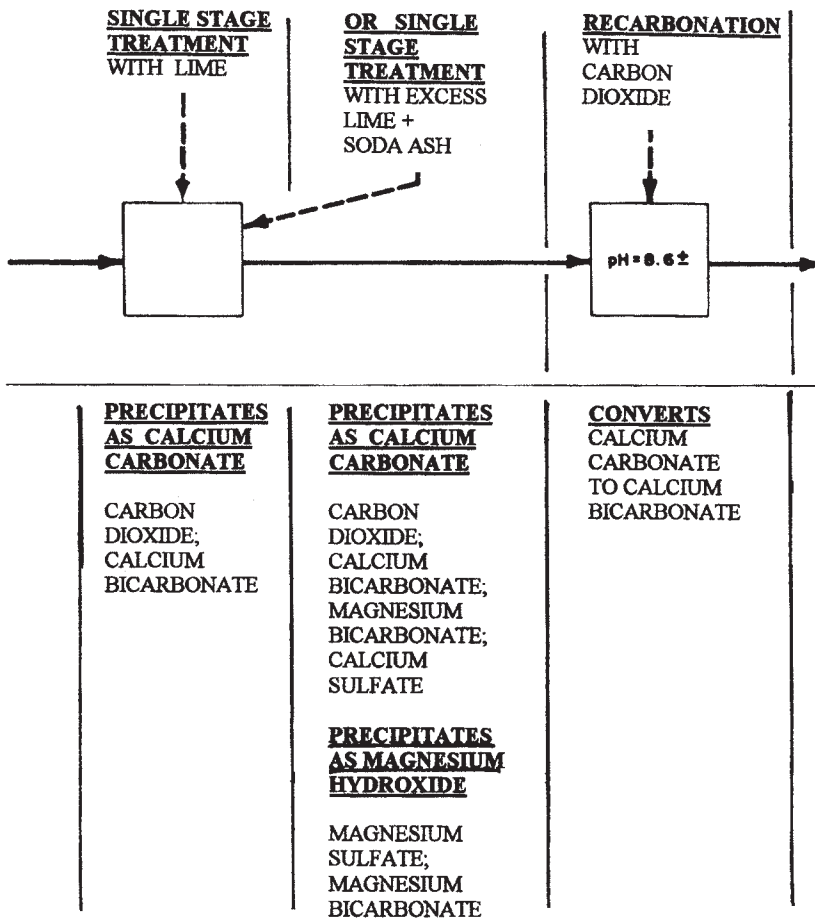 SINGLE STAGE
TREATMENT
WITH LIME
OR SINGLE
STAGE
TREATMENT
WITH EXCESS
LIME +
SODA ASH
RECARBONATION
WITH
CARBON
DIOXIDE
pH = 8.6 ±
PRECIPITATES
AS CALCIUM
CARBONATE
CARBON
DIOXIDE;
CALCIUM
BICARBONATE
PRECIPITATES
AS CALCIUM
CARBONATE
CARBON
DIOXIDE;
CALCIUM
BICARBONATE;
MAGNESIUM
BICARBONATE;
CALCIUM
SULFATE
PRECIPITATES
AS MAGNESIUM
HYDROXIDE
MAGNESIUM
SULFATE;
MAGNESIUM
BICARBONATE
CONVERTS
CALCIUM
CARBONATE
TO CALCIUM
BICARBONATE